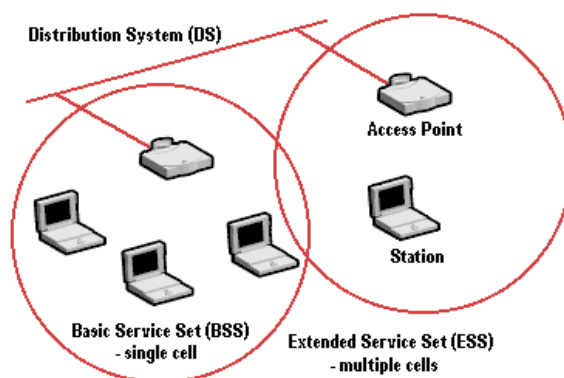 Distribution System (DS)
Access Point
Station
Basic Service Set (BSS)
- single cell
Extended Service Set (ESS)
- multiple cells